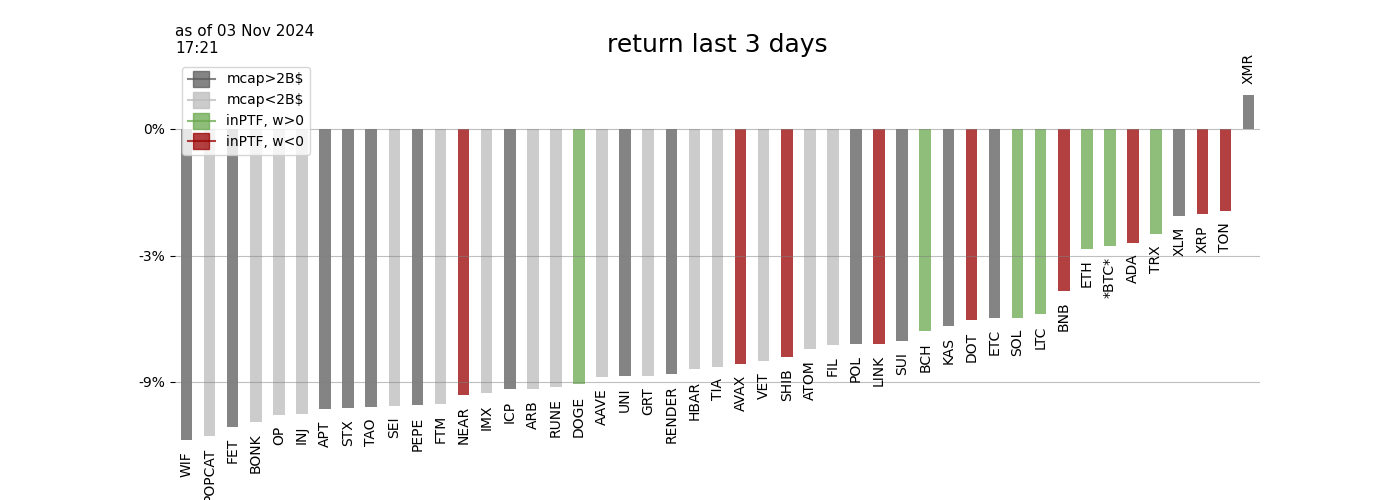 as of 03 Nov 2024
17:21
return last 3 days
mcap>2B$
mcap<2B$
inPTF, w>0
inPTF, w<0
0%
-3%
-9%
WIF
POPCAT
FET
BONK
OP
INJ
APT
STX
TAO
SEI
PEPE
FTM
NEAR
IMX
ICP
ARB
RUNE
DOGE
AAVE
UNI
GRT
RENDER
HBAR
TIA
AVAX
VET
SHIB
ATOM
FIL
POL
LINK
SUI
BCH
KAS
DOT
ETC
SOL
LTC
BNB
ETH
*BTC*
ADA
TRX
XLM
XRP
TON
XMR